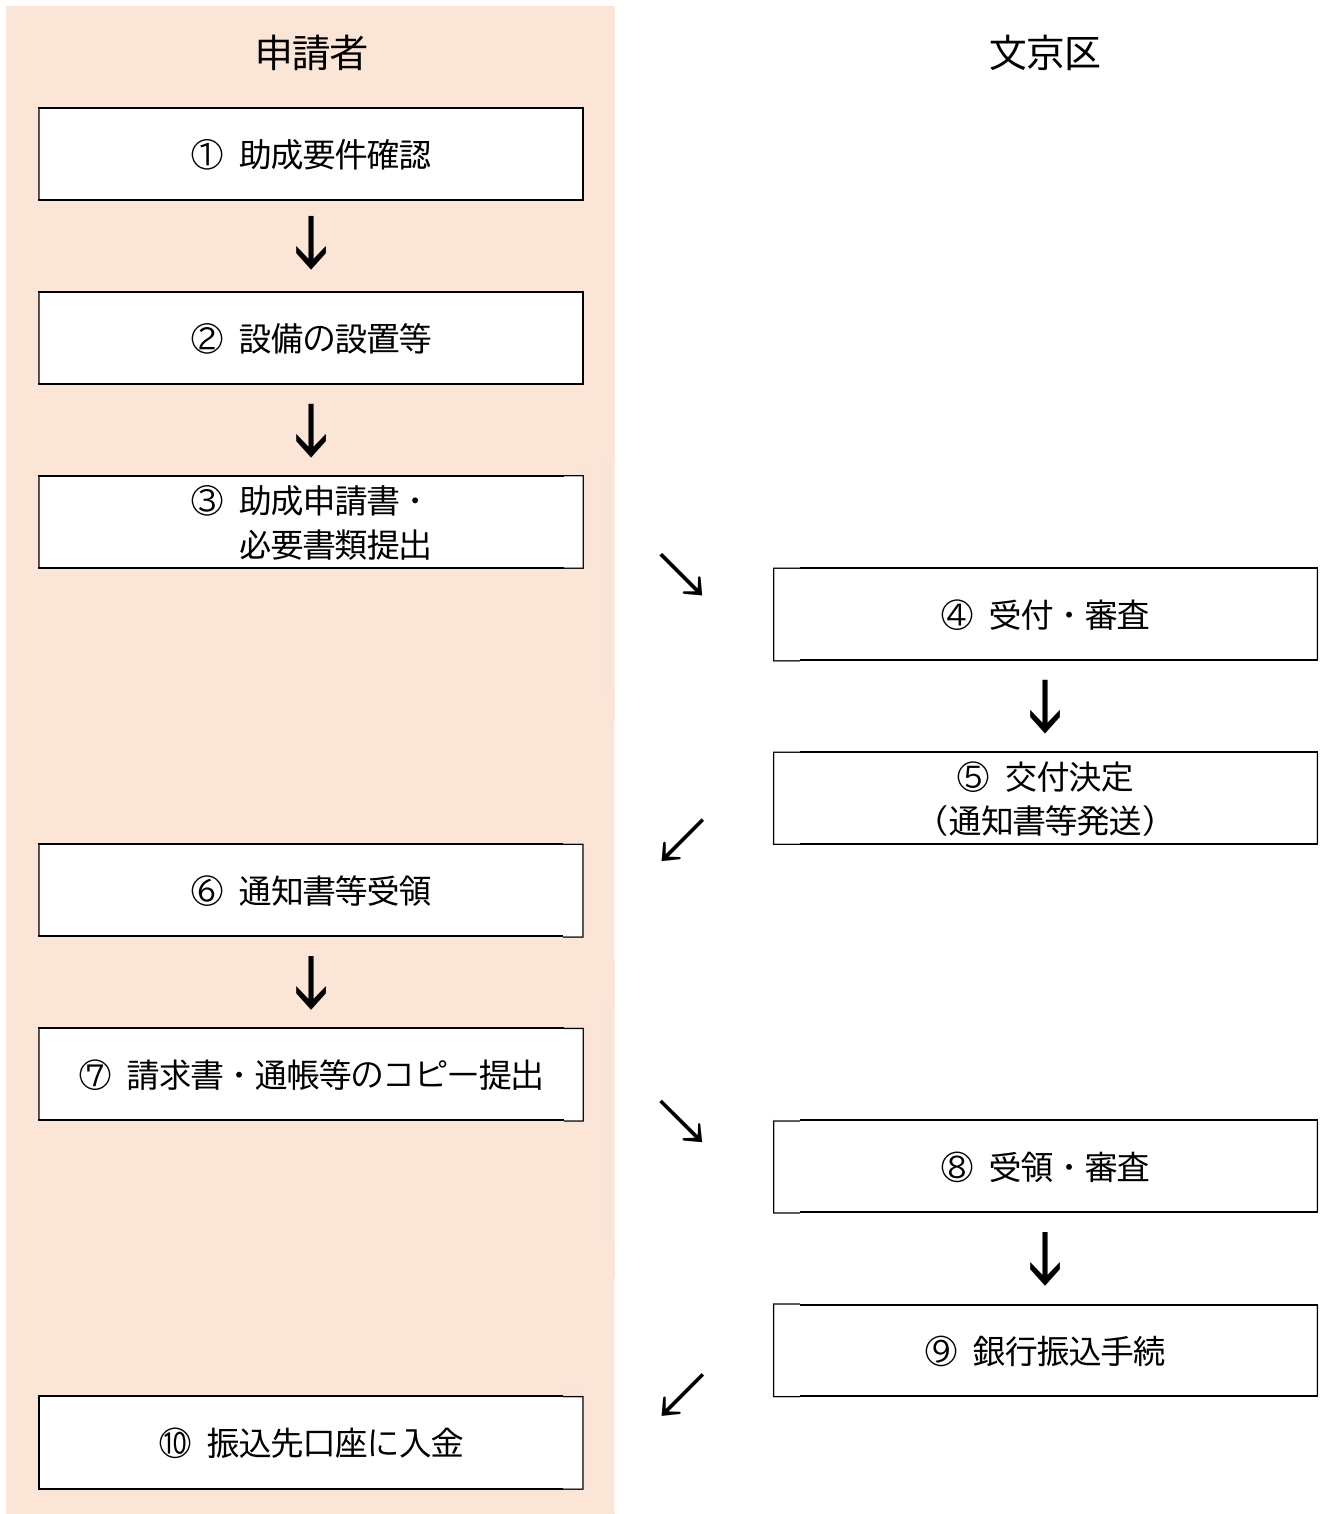 申請者
文京区
① 助成要件確認
② 設備の設置等
③ 助成申請書・
必要書類提出
④ 受付・審査
⑤ 交付決定
（通知書等発送）
⑥ 通知書等受領
⑦ 請求書・通帳等のコピー提出
⑧ 受領・審査
⑨ 銀行振込手続
⑩ 振込先口座に入金